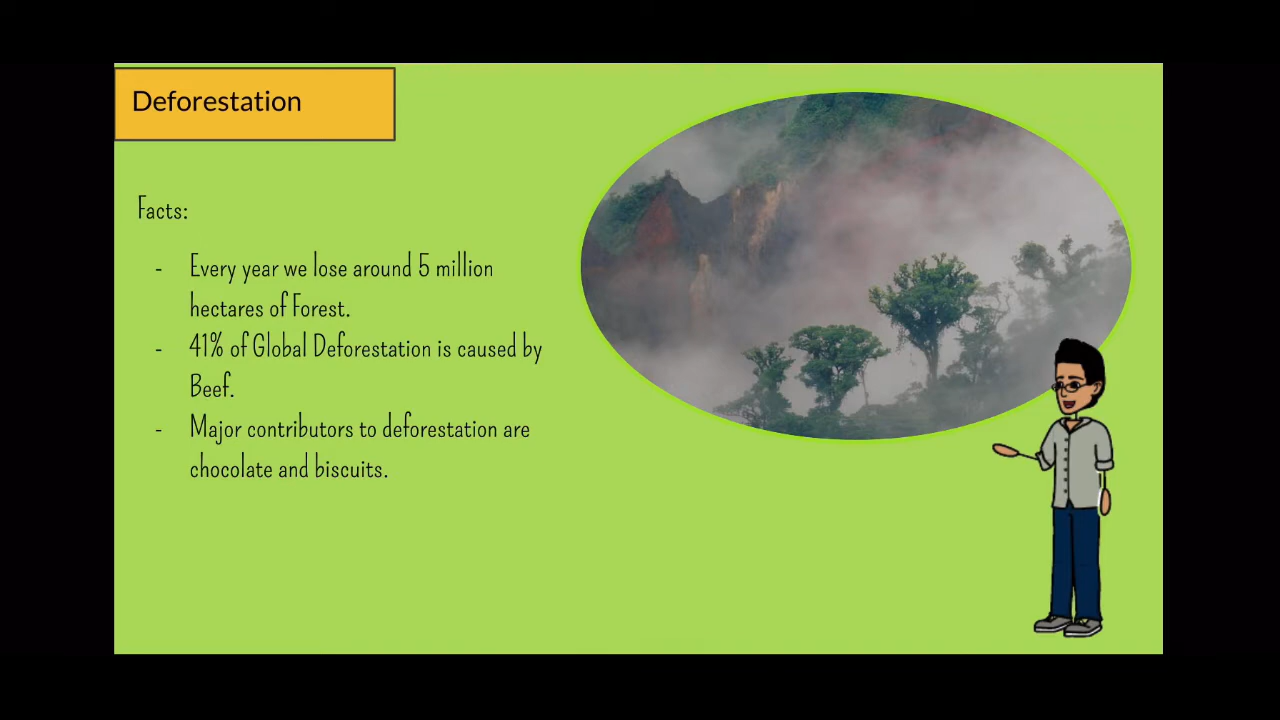 Deforestation
Facts:
- Every year we lose around 5 million
hectares of Forest.
- 41% of Global Deforestation is caused by
Beef.
- Major contributors to deforestation are
chocolate and biscuits.